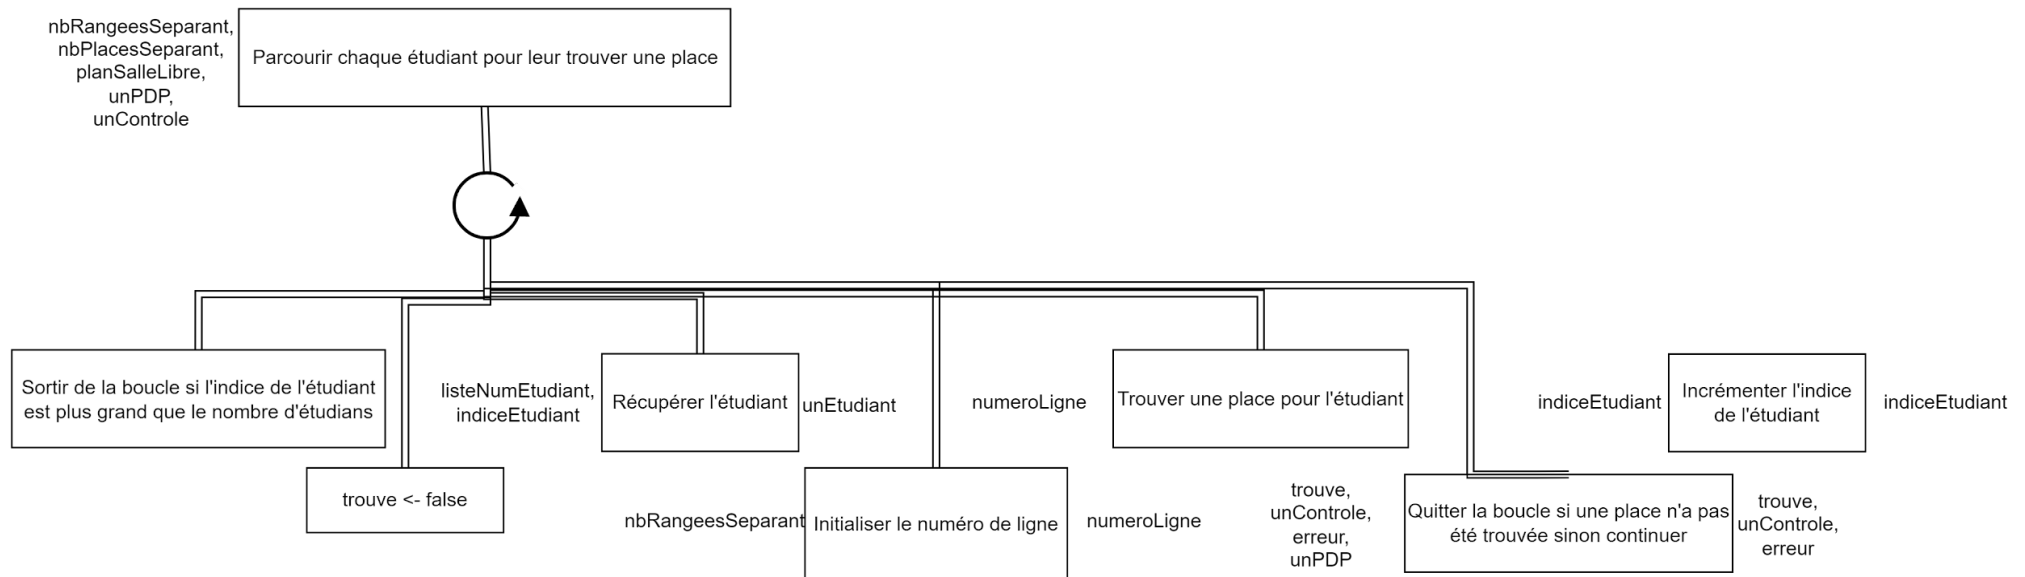 nbRangeesSeparant,
nbPlacesSeparant,
planSalleLibre,
unPDP,
unControle
Parcourir chaque étudiant pour leur trouver une place
Sortir de la boucle si l'indice de l'étudiant
est plus grand que le nombre d'étudians
trouve <- false
listeNumEtudiant,
indiceEtudiant
Récupérer l'étudiant
unEtudiant
nbRangeesSeparant
Initialiser le numéro de ligne
numeroLigne
numeroLigne
Trouver une place pour l'étudiant
trouve,
unControle,
erreur,
unPDP
Quitter la boucle si une place n'a pas
été trouvée sinon continuer
trouve,
unControle,
erreur
indiceEtudiant
Incrémenter l'indice
de l'étudiant
indiceEtudiant